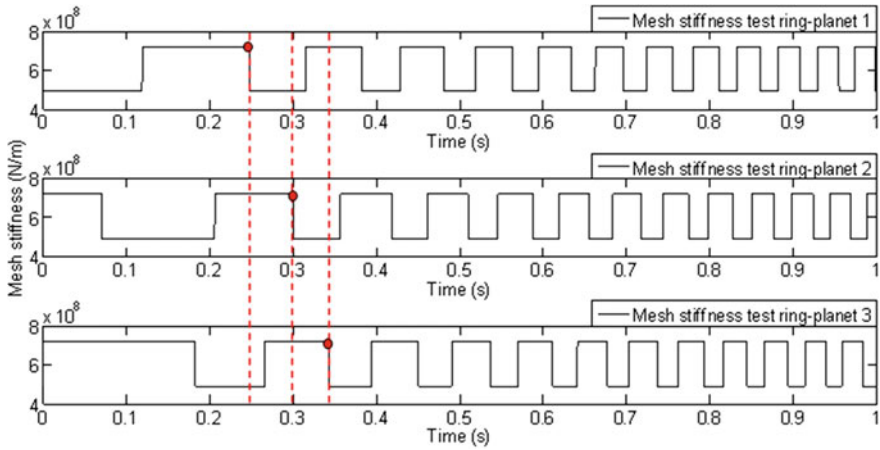 x 10^8
Mesh stiffness test ring-planet 1
8
6
4
0 0.1 0.2 0.3 0.4 0.5 0.6 0.7 0.8 0.9 1
Time (s)
Mesh stiffness (N/m)
x 10^8
Mesh stiffness test ring-planet 2
8
6
4
0 0.1 0.2 0.3 0.4 0.5 0.6 0.7 0.8 0.9 1
Time (s)
x 10^8
Mesh stiffness test ring-planet 3
8
6
4
0 0.1 0.2 0.3 0.4 0.5 0.6 0.7 0.8 0.9 1
Time (s)